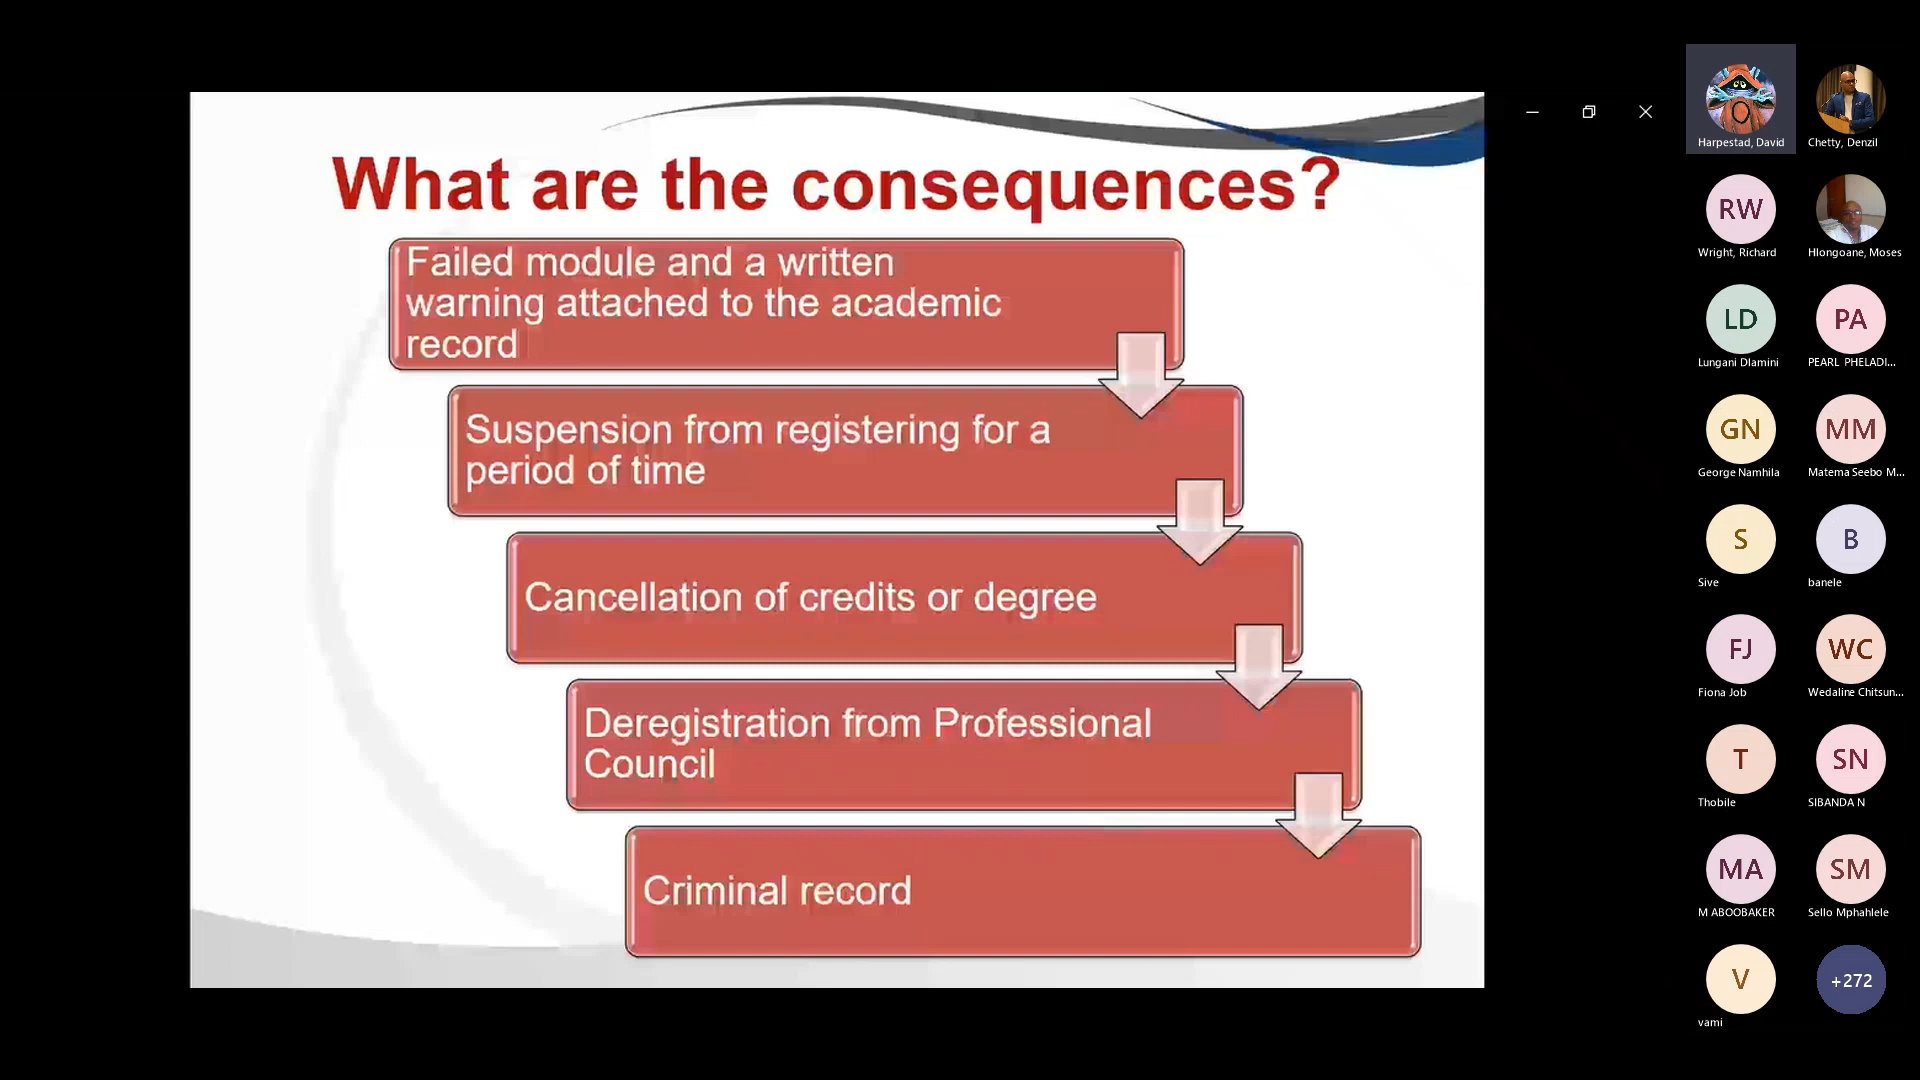 What are the consequences?
Failed module and a written
warning attached to the academic
record
Suspension from registering for a
period of time
Cancellation of credits or degree
Deregistration from Professional
Council
Criminal record
Harpestad, David
Chetty, Denzil
RW
Wright, Richard
Hlongoane, Moses
LD
Lungani Dlamini
PA
PEARL PHELADI...
GN
George Namhila
MM
Matema Seebo M...
S
Sive
B
banele
FJ
Fiona Job
WC
Wedaline Chitsun...
T
Thobile
SN
SIBANDA N
MA
M ABOOBAKER
SM
Sello Mphahlele
V
vami
+272